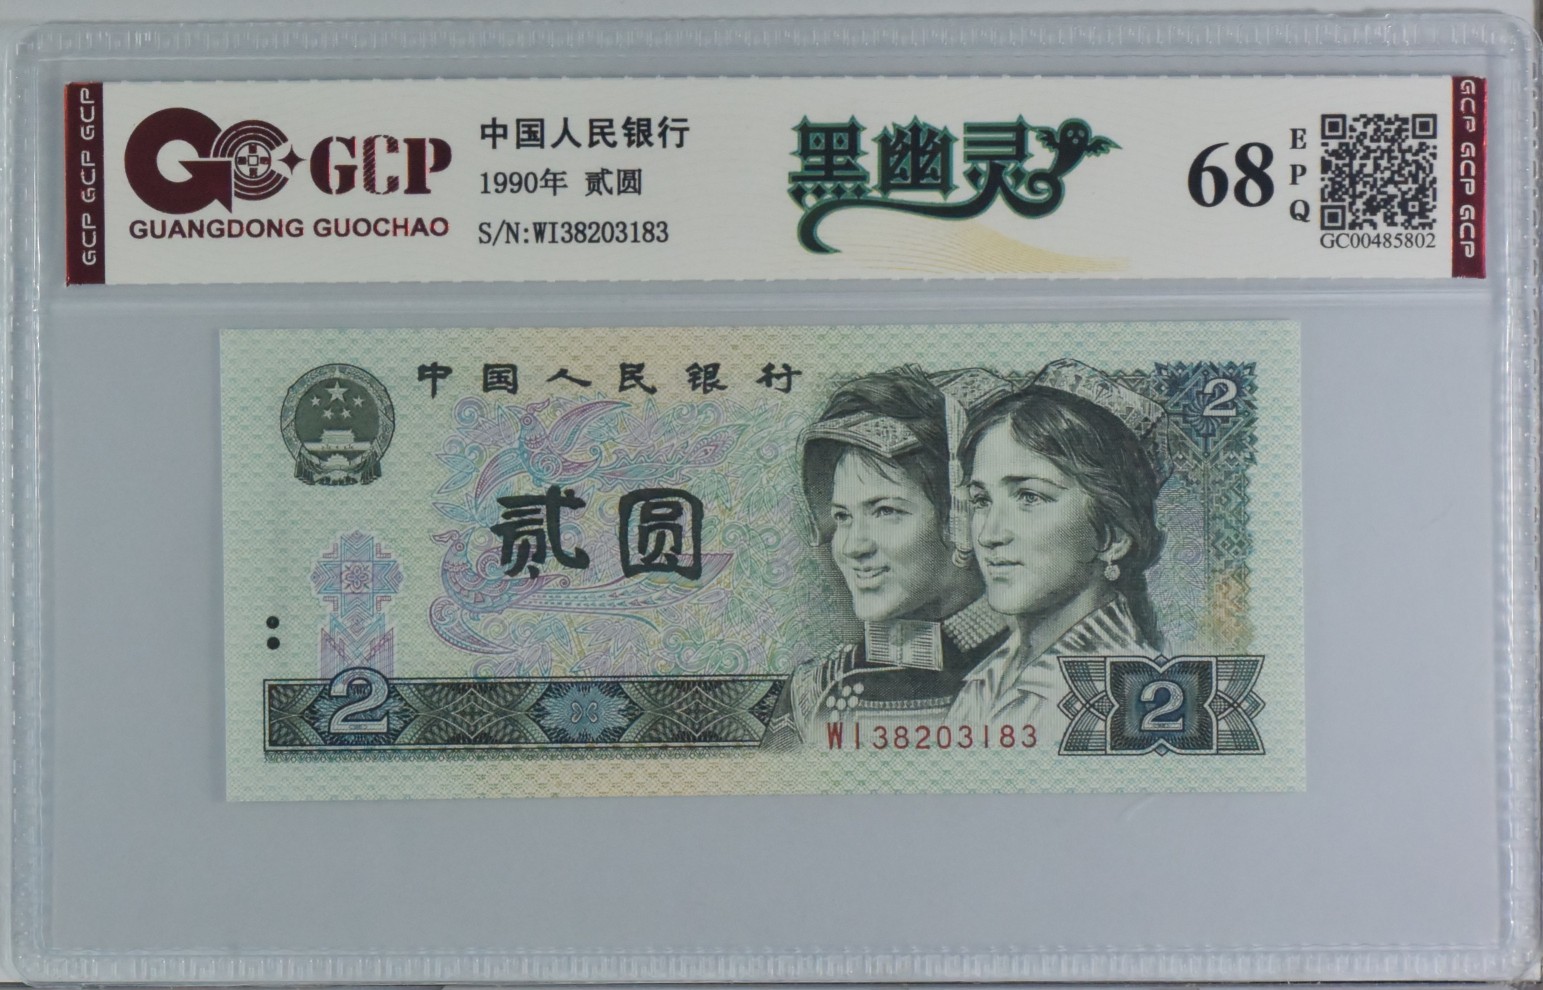 GCP GCP GCP
GCP
GUANGDONG GUOCHAO
中国人民银行
1990年 贰圆
S/N:WI38203183
黑幽灵
68
EPQ
GC00485802
GCP GCP GCP
中国人民银行
2
贰圆
2
WI38203183
2